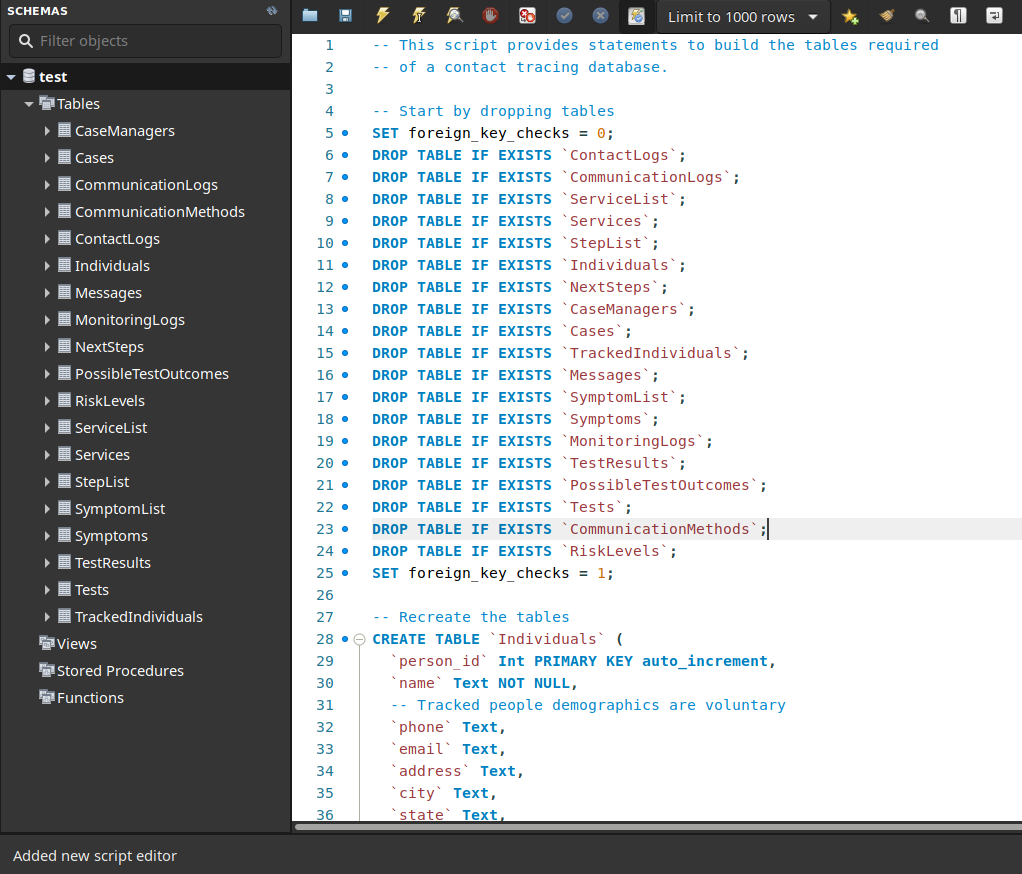 SCHEMAS
Filter objects
test
Tables
CaseManagers
Cases
CommunicationLogs
CommunicationMethods
ContactLogs
Individuals
Messages
MonitoringLogs
NextSteps
PossibleTestOutcomes
RiskLevels
ServiceList
Services
StepList
SymptomList
Symptoms
TestResults
Tests
TrackedIndividuals
Views
Stored Procedures
Functions
Limit to 1000 rows
1 -- This script provides statements to build the tables required
2 -- of a contact tracing database.
3
4 -- Start by dropping tables
5 SET foreign_key_checks = 0;
6 DROP TABLE IF EXISTS `ContactLogs`;
7 DROP TABLE IF EXISTS `CommunicationLogs`;
8 DROP TABLE IF EXISTS `ServiceList`;
9 DROP TABLE IF EXISTS `Services`;
10 DROP TABLE IF EXISTS `StepList`;
11 DROP TABLE IF EXISTS `Individuals`;
12 DROP TABLE IF EXISTS `NextSteps`;
13 DROP TABLE IF EXISTS `CaseManagers`;
14 DROP TABLE IF EXISTS `Cases`;
15 DROP TABLE IF EXISTS `TrackedIndividuals`;
16 DROP TABLE IF EXISTS `Messages`;
17 DROP TABLE IF EXISTS `SymptomList`;
18 DROP TABLE IF EXISTS `Symptoms`;
19 DROP TABLE IF EXISTS `MonitoringLogs`;
20 DROP TABLE IF EXISTS `TestResults`;
21 DROP TABLE IF EXISTS `PossibleTestOutcomes`;
22 DROP TABLE IF EXISTS `Tests`;
23 DROP TABLE IF EXISTS `CommunicationMethods`;
24 DROP TABLE IF EXISTS `RiskLevels`;
25 SET foreign_key_checks = 1;
26
27 -- Recreate the tables
28 CREATE TABLE `Individuals` (
29 `person_id` Int PRIMARY KEY auto_increment,
30 `name` Text NOT NULL,
31 -- Tracked people demographics are voluntary
32 `phone` Text,
33 `email` Text,
34 `address` Text,
35 `city` Text,
36 `state` Text,
Added new script editor